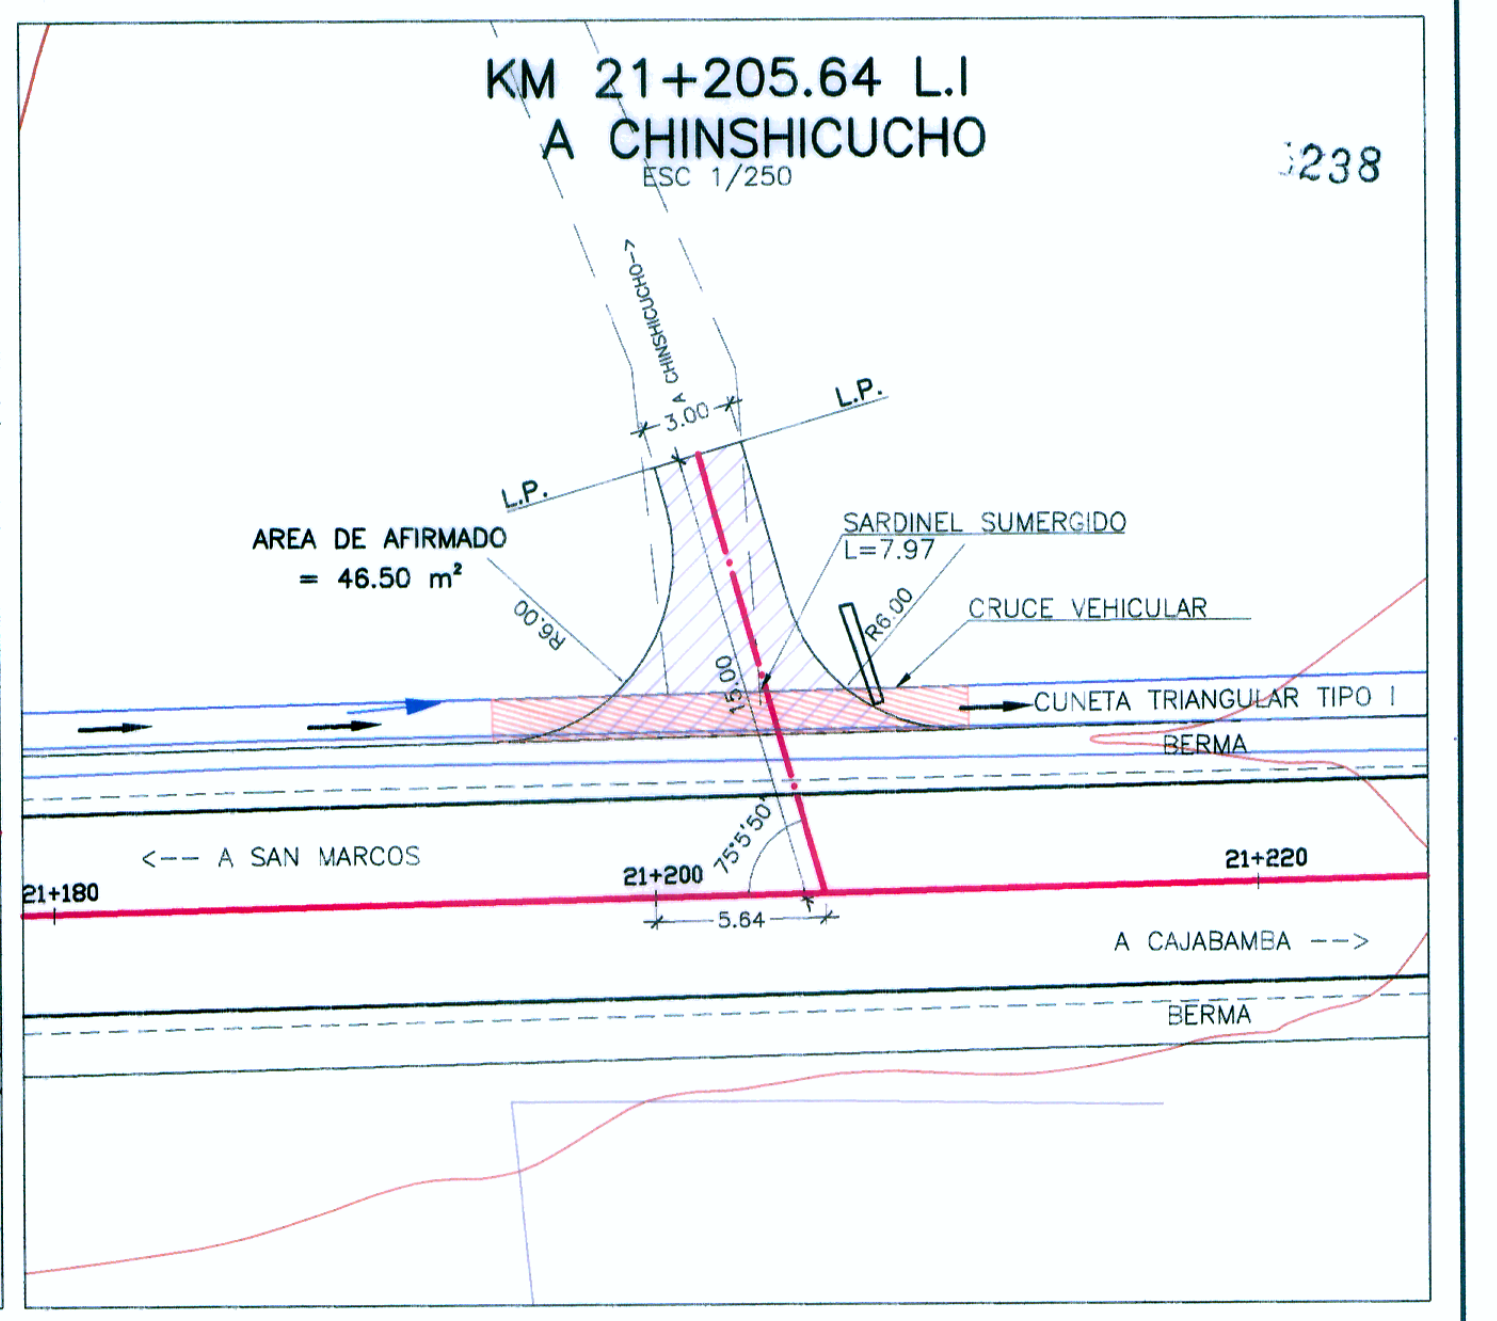 KM 21+205.64 L.I
A CHINSHICUCHO
ESC 1/250
238
A CHINSHICUCHO-->
3.00
L.P.
L.P.
AREA DE AFIRMADO
= 46.50 m²
SARDINEL SUMERGIDO
L=7.97
R6.00
R6.00
CRUCE VEHICULAR
15.00
CUNETA TRIANGULAR TIPO I
BERMA
75°5'50"
<--- A SAN MARCOS
21+180
21+200
21+220
5.64
A CAJABAMBA -->
BERMA